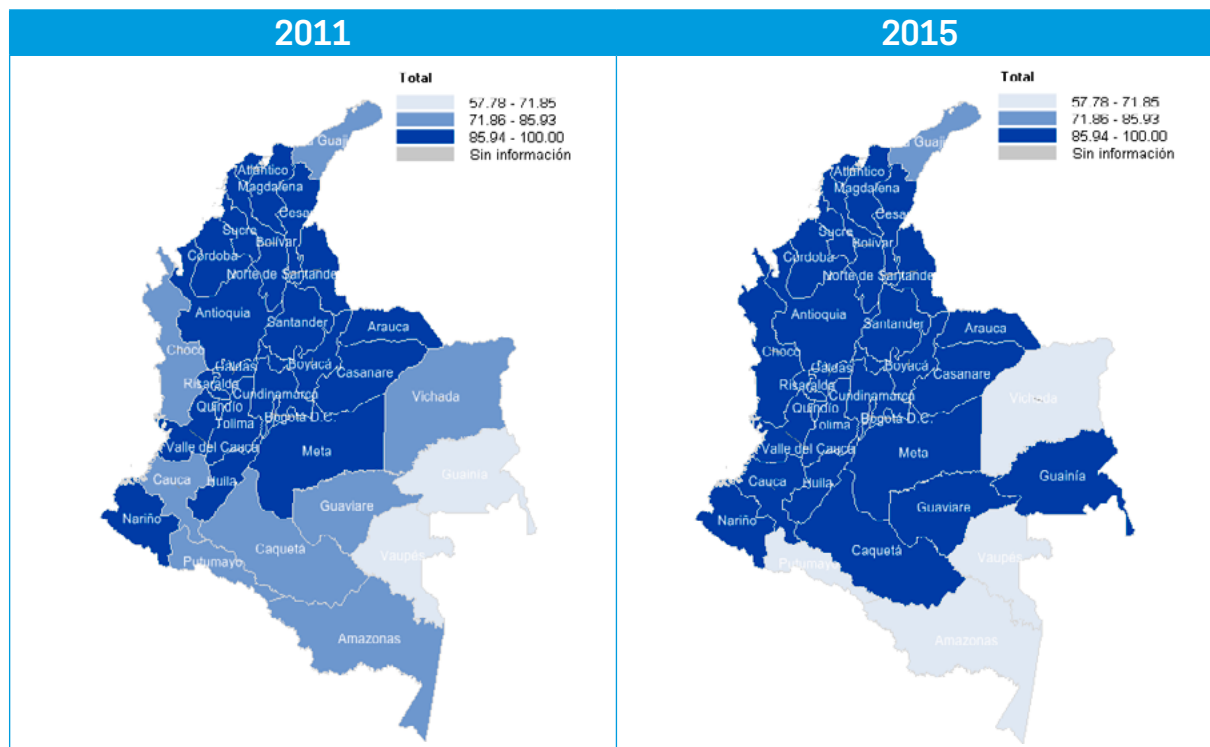 2011
Total
57.78 - 71.85
71.86 - 85.93
85.94 - 100.00
Sin información
Guaji
Atlántico
Magdalena
Cesar
Sucre
Bolívar
Córdoba
Norte de Santander
Antioquia
Santander
Arauca
Choco
Caldas
Boyacá
Casanare
Risaralda
Cundinamarca
Vichada
Quindío
Bogotá D.C.
Tolima
Valle del Cauca
Meta
Cauca
Huila
Guainía
Guaviare
Nariño
Caquetá
Vaupés
Putumayo
Amazonas
2015
Total
57.78 - 71.85
71.86 - 85.93
85.94 - 100.00
Sin información
Guaji
Atlántico
Magdalena
Cesar
Sucre
Bolívar
Córdoba
Norte de Santander
Antioquia
Santander
Arauca
Choco
Caldas
Boyacá
Casanare
Risaralda
Cundinamarca
Vichada
Quindío
Bogotá D.C.
Tolima
Valle del Cauca
Meta
Guainía
Cauca
Huila
Guaviare
Nariño
Caquetá
Vaupés
Putumayo
Amazonas